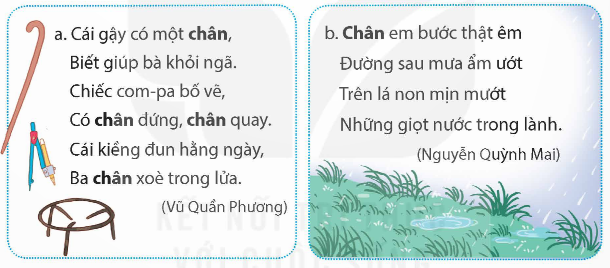 a. Cái gậy có một chân,
Biết giúp bà khỏi ngã.
Chiếc com-pa bố vẽ,
Có chân đứng, chân quay.
Cái kiềng đun hằng ngày,
Ba chân xoè trong lửa.
(Vũ Quần Phương)
b. Chân em bước thật êm
Đường sau mưa ẩm ướt
Trên lá non mịn mướt
Những giọt nước trong lành.
(Nguyễn Quỳnh Mai)